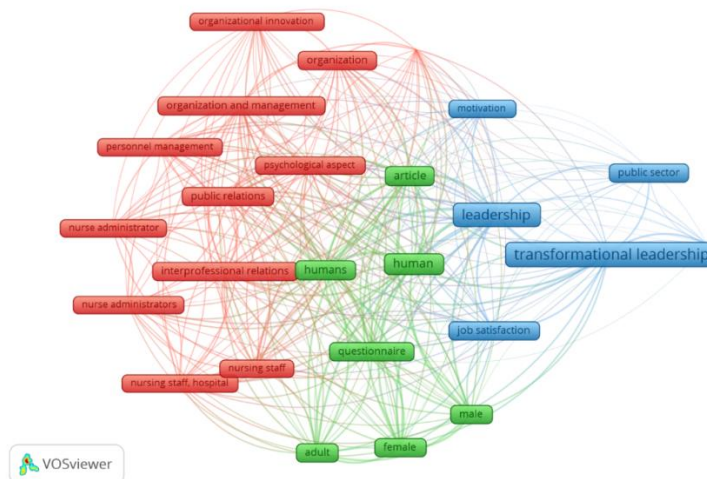 organizational innovation
organization
organization and management
motivation
personnel management
psychological aspect
article
public sector
public relations
leadership
nurse administrator
transformational leadership
interprofessional relations
humans
human
nurse administrators
job satisfaction
questionnaire
nursing staff
nursing staff, hospital
male
female
adult
VOSviewer